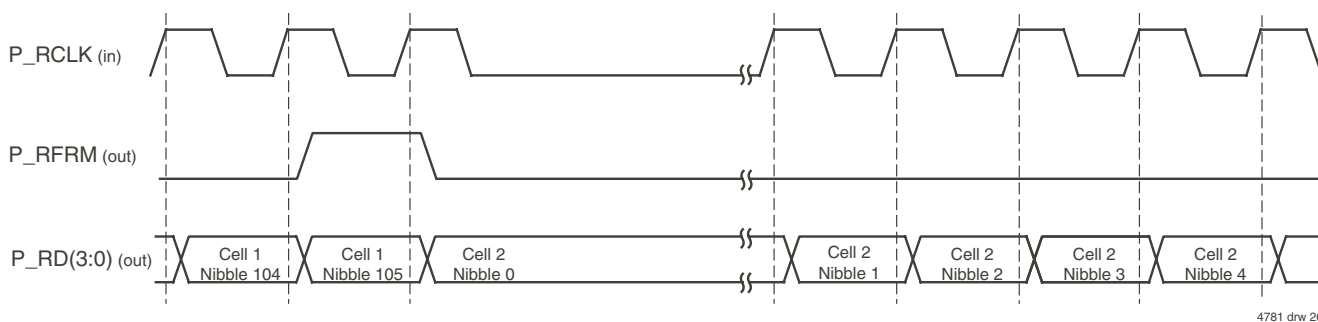 P_RCLK (in)
P_RFRM (out)
P_RD(3:0) (out)
Cell 1
Nibble 104
Cell 1
Nibble 105
Cell 2
Nibble 0
Cell 2
Nibble 1
Cell 2
Nibble 2
Cell 2
Nibble 3
Cell 2
Nibble 4
4781 drw 26